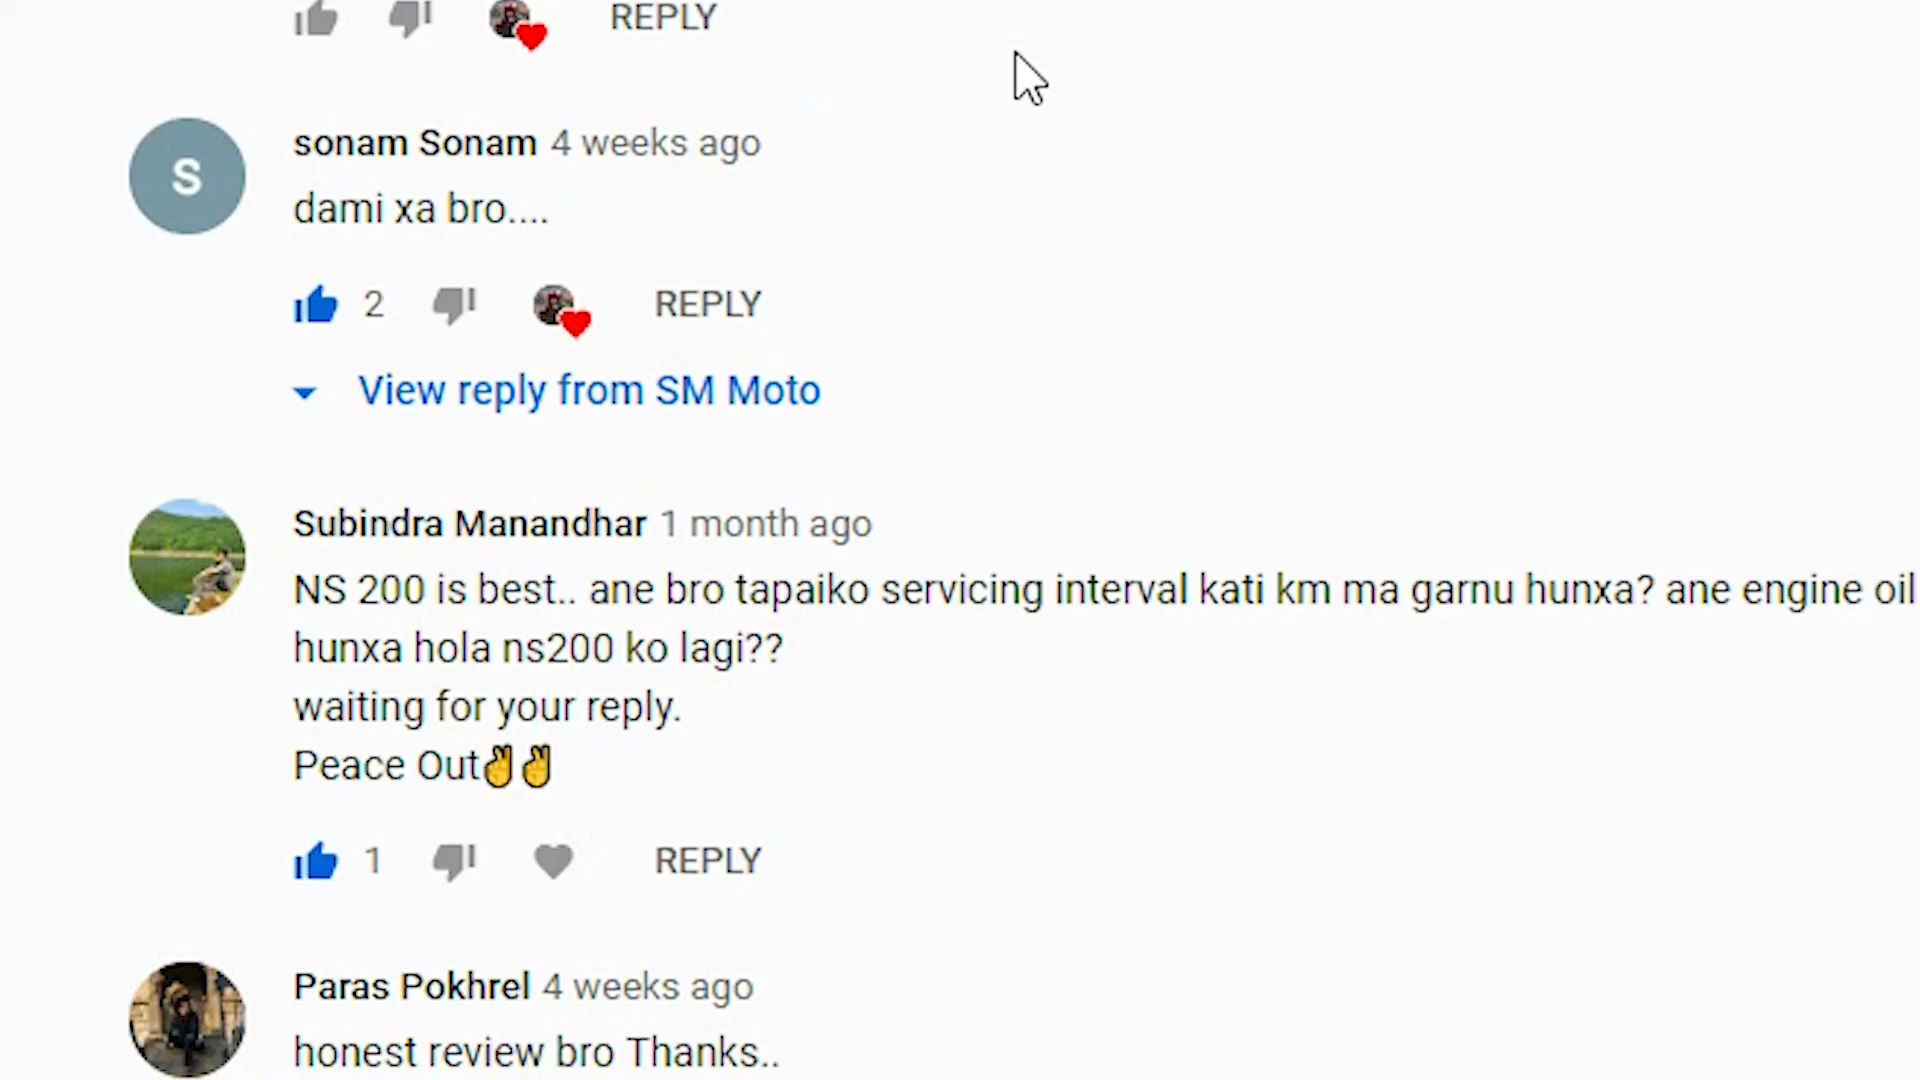 REPLY
S
sonam Sonam 4 weeks ago
dami xa bro....
2 REPLY
View reply from SM Moto
Subindra Manandhar 1 month ago
NS 200 is best.. ane bro tapaiko servicing interval kati km ma garnu hunxa? ane engine oil
hunxa hola ns200 ko lagi??
waiting for your reply.
Peace Out✌✌
1 REPLY
Paras Pokhrel 4 weeks ago
honest review bro Thanks..